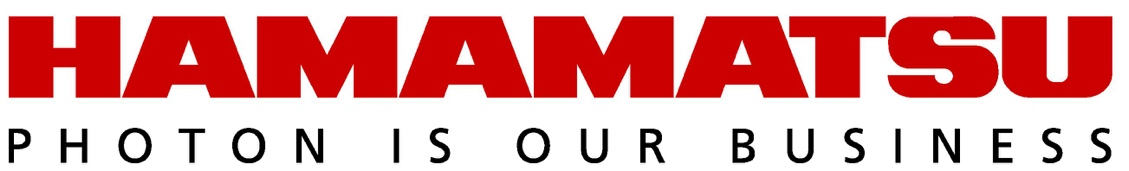 HAMAMATSU
PHOTON IS OUR BUSINESS